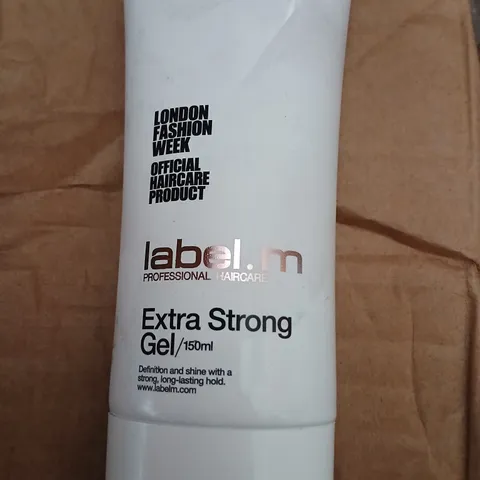 LONDON
FASHION
WEEK
OFFICIAL
HAIRCARE
PRODUCT
label.m
PROFESSIONAL HAIRCARE
Extra Strong
Gel/150ml
Definition and shine with a
strong, long-lasting hold.
www.labelm.com